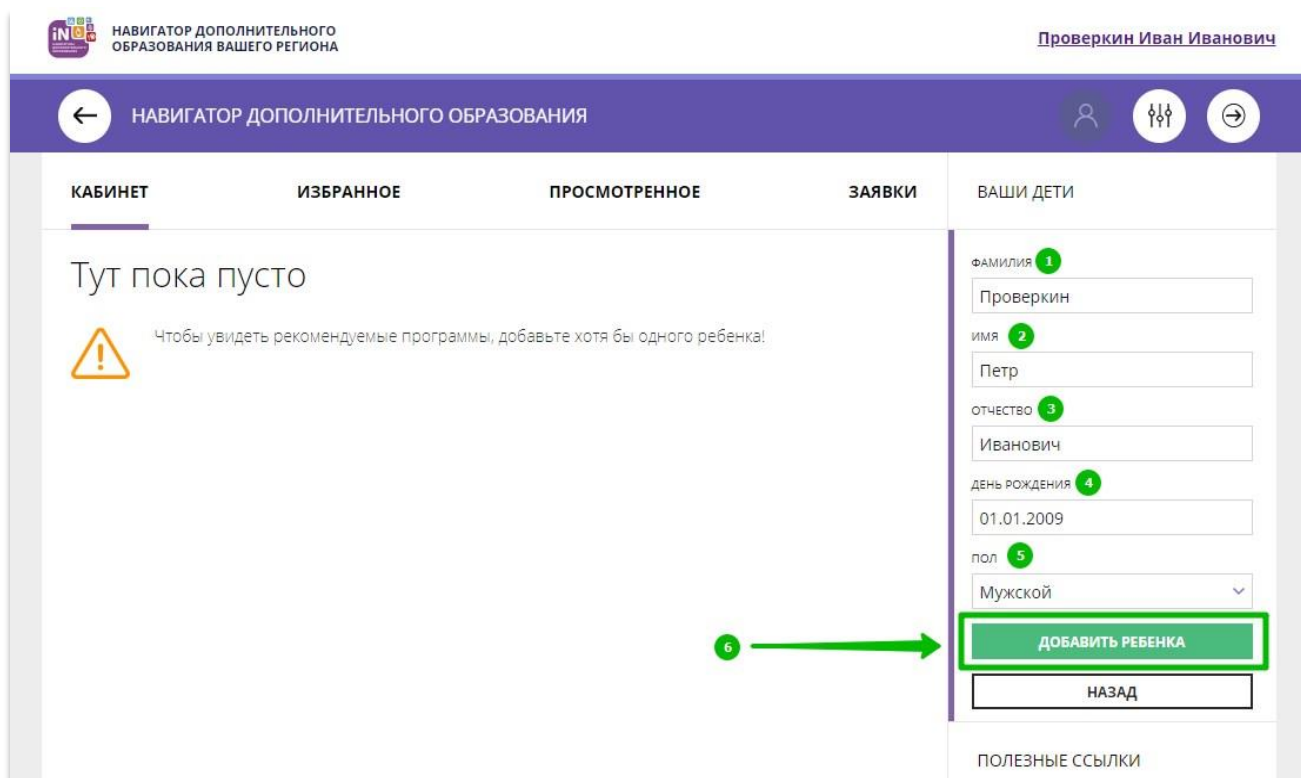 НАВИГАТОР ДОПОЛНИТЕЛЬНОГО
ОБРАЗОВАНИЯ ВАШЕГО РЕГИОНА
Проверкин Иван Иванович
НАВИГАТОР ДОПОЛНИТЕЛЬНОГО ОБРАЗОВАНИЯ
КАБИНЕТ ИЗБРАННОЕ ПРОСМОТРЕННОЕ ЗАЯВКИ
Тут пока пусто
Чтобы увидеть рекомендуемые программы, добавьте хотя бы одного ребенка!
ВАШИ ДЕТИ
ФАМИЛИЯ 1
Проверкин
ИМЯ 2
Петр
ОТЧЕСТВО 3
Иванович
ДЕНЬ РОЖДЕНИЯ 4
01.01.2009
ПОЛ 5
Мужской
6 ДОБАВИТЬ РЕБЕНКА
НАЗАД
ПОЛЕЗНЫЕ ССЫЛКИ